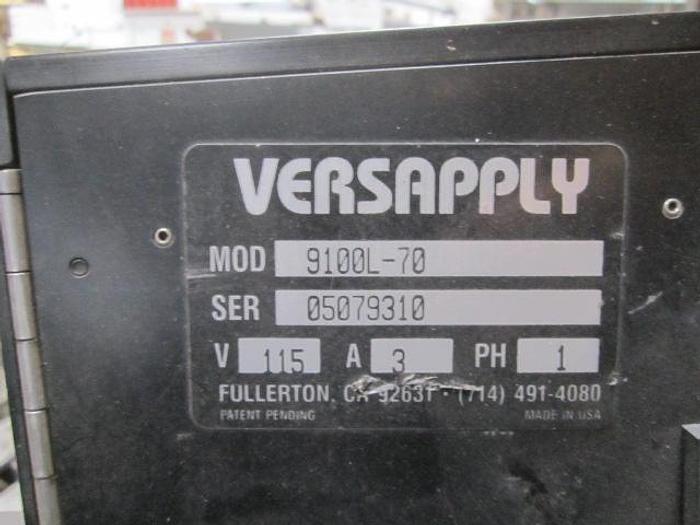 VERSAPPLY
MOD 9100L-70
SER 05079310
V 115 A 3 PH 1
FULLERTON, CA (714) 491-4080
PATENT PENDING MADE IN USA